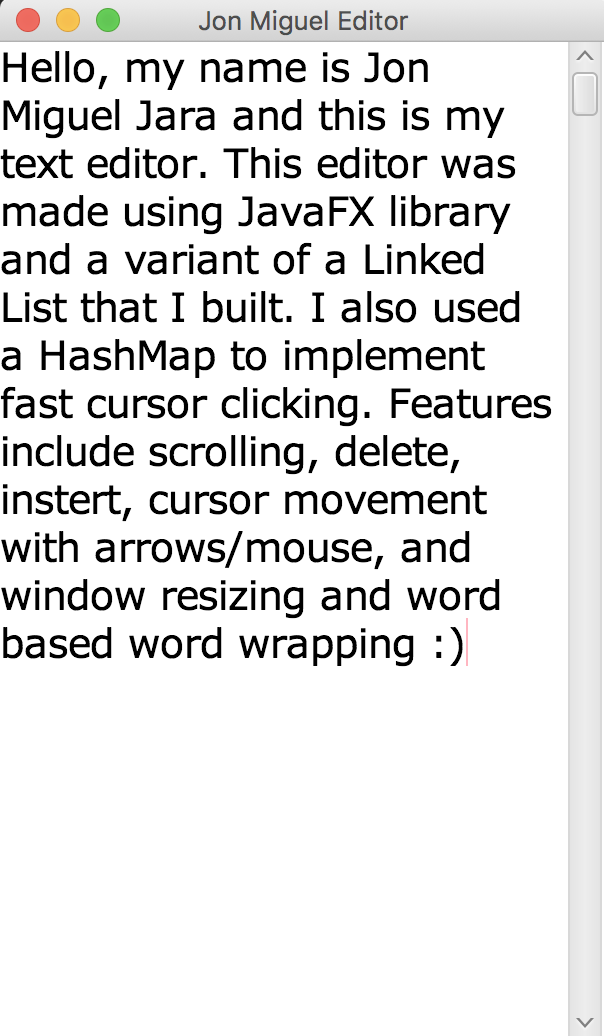 Jon Miguel Editor
Hello, my name is Jon
Miguel Jara and this is my
text editor. This editor was
made using JavaFX library
and a variant of a Linked
List that I built. I also used
a HashMap to implement
fast cursor clicking. Features
include scrolling, delete,
instert, cursor movement
with arrows/mouse, and
window resizing and word
based word wrapping :)